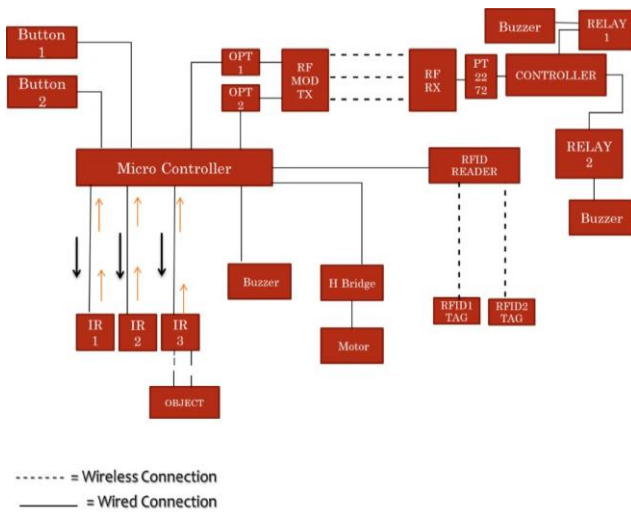 Button
1
Button
2
OPT
1
OPT
2
RF
MOD
TX
RF
RX
PT
22
72
CONTROLLER
Buzzer
RELAY
1
RELAY
2
Buzzer
Micro Controller
RFID
READER
Buzzer
H Bridge
Motor
RFID1
TAG
RFID2
TAG
IR
1
IR
2
IR
3
OBJECT
= Wireless Connection
= Wired Connection